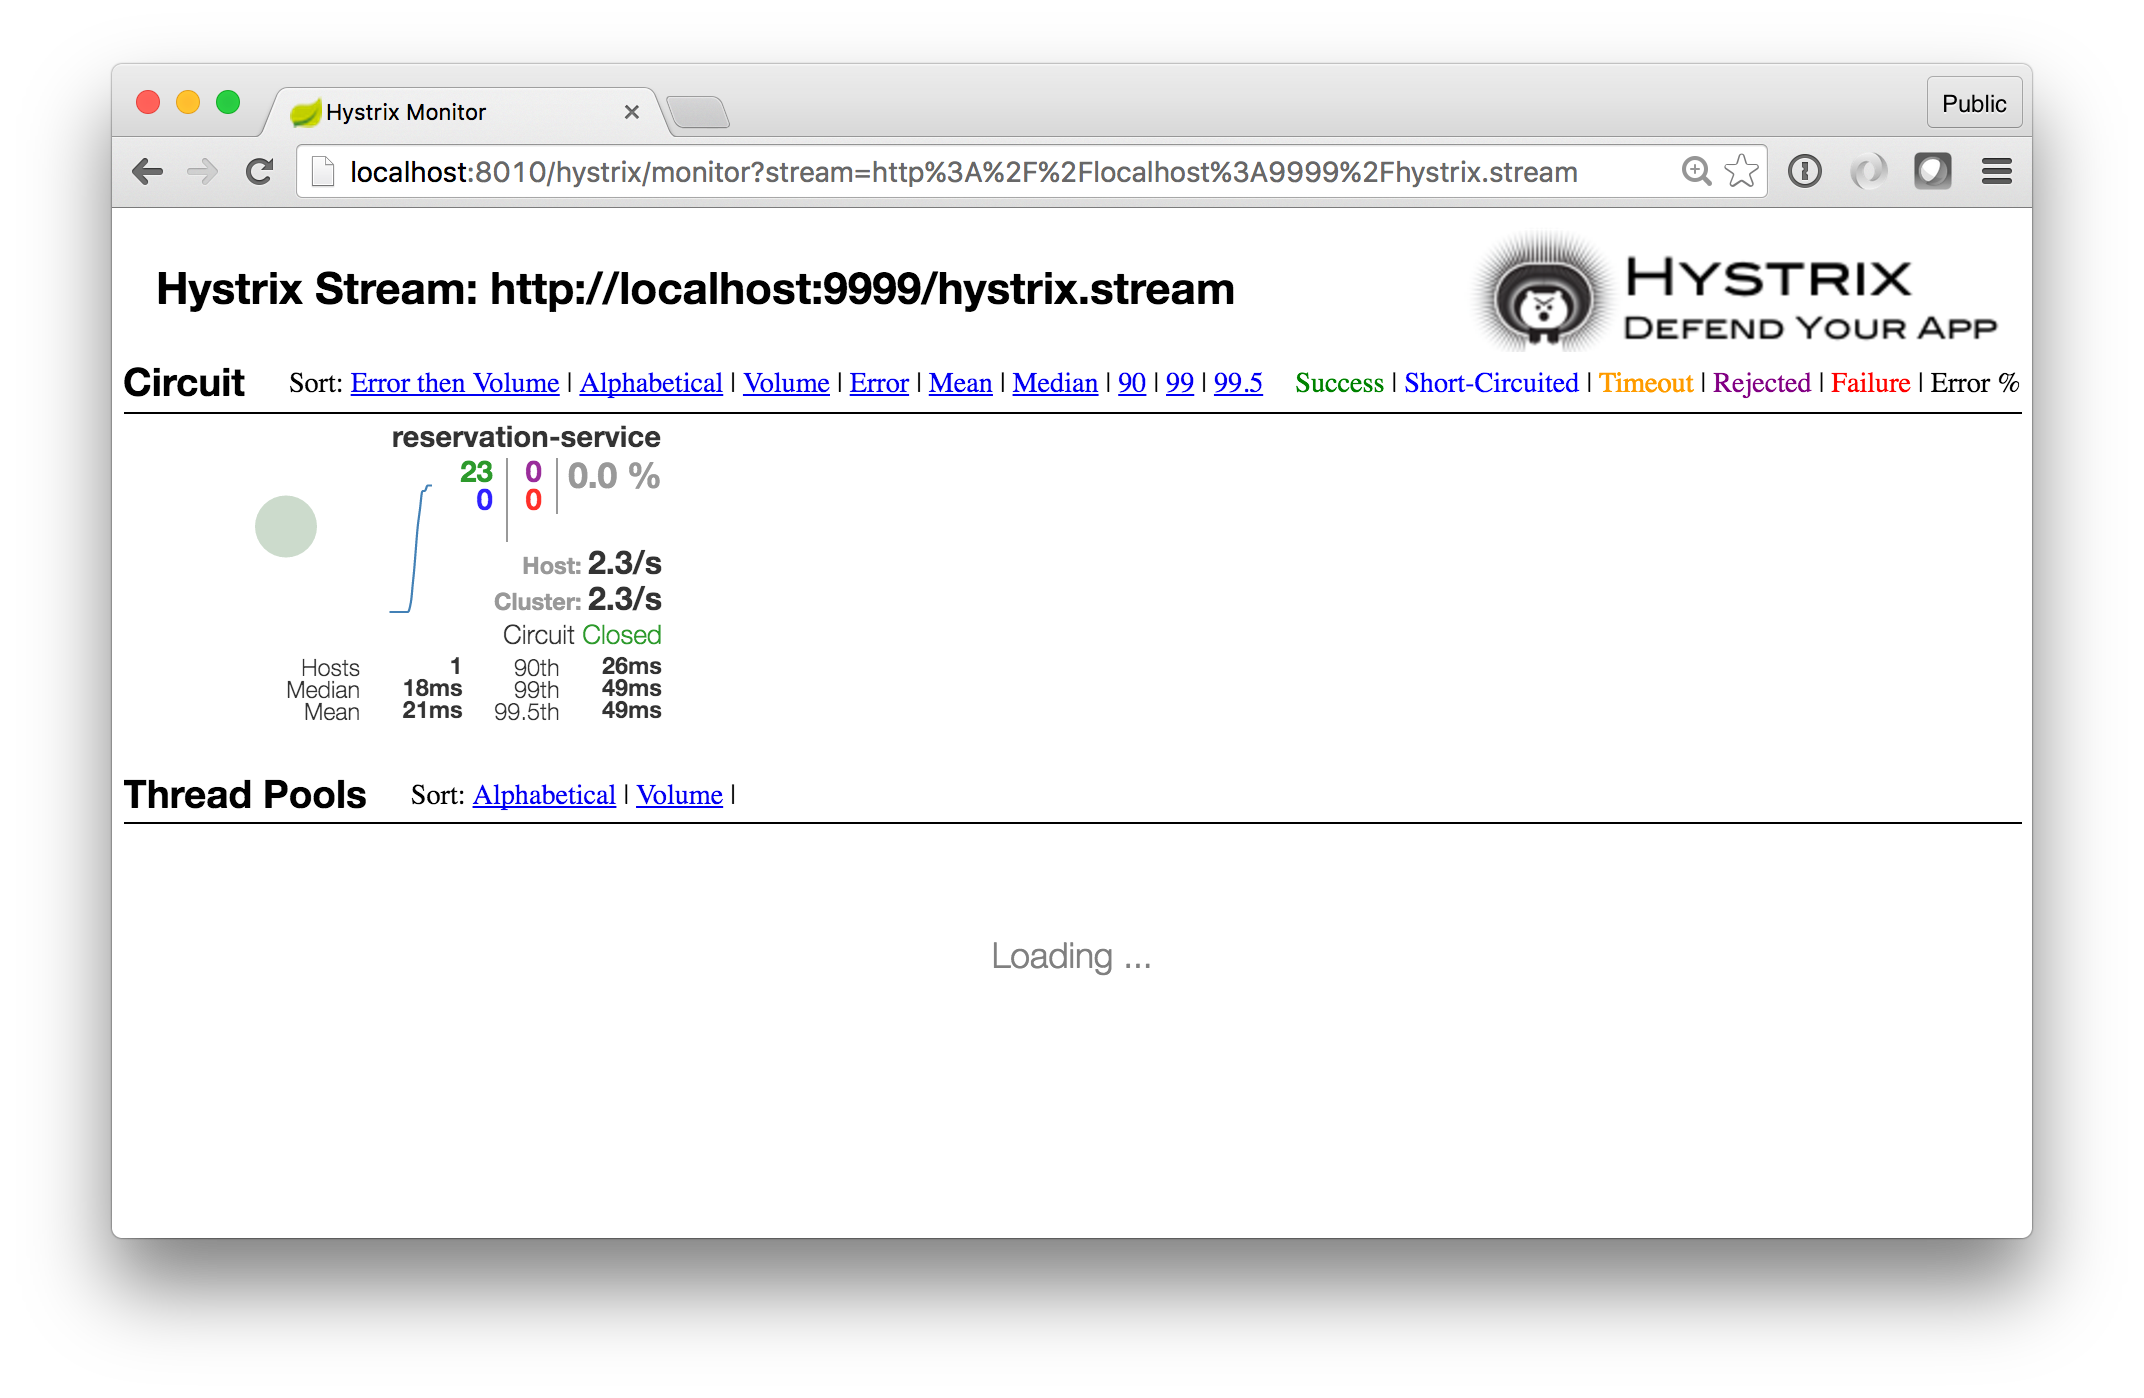 Hystrix Monitor
Public
localhost:8010/hystrix/monitor?stream=http%3A%2F%2Flocalhost%3A9999%2Fhystrix.stream
Hystrix Stream: http://localhost:9999/hystrix.stream
HYSTRIX
DEFEND YOUR APP
Circuit Sort: Error then Volume | Alphabetical | Volume | Error | Mean | Median | 90 | 99 | 99.5 Success | Short-Circuited | Timeout | Rejected | Failure | Error %
reservation-service
23 0 0.0 %
0 0
Host: 2.3/s
Cluster: 2.3/s
Circuit Closed
Hosts 1 90th 26ms
Median 18ms 99th 49ms
Mean 21ms 99.5th 49ms
Thread Pools Sort: Alphabetical | Volume |
Loading ...